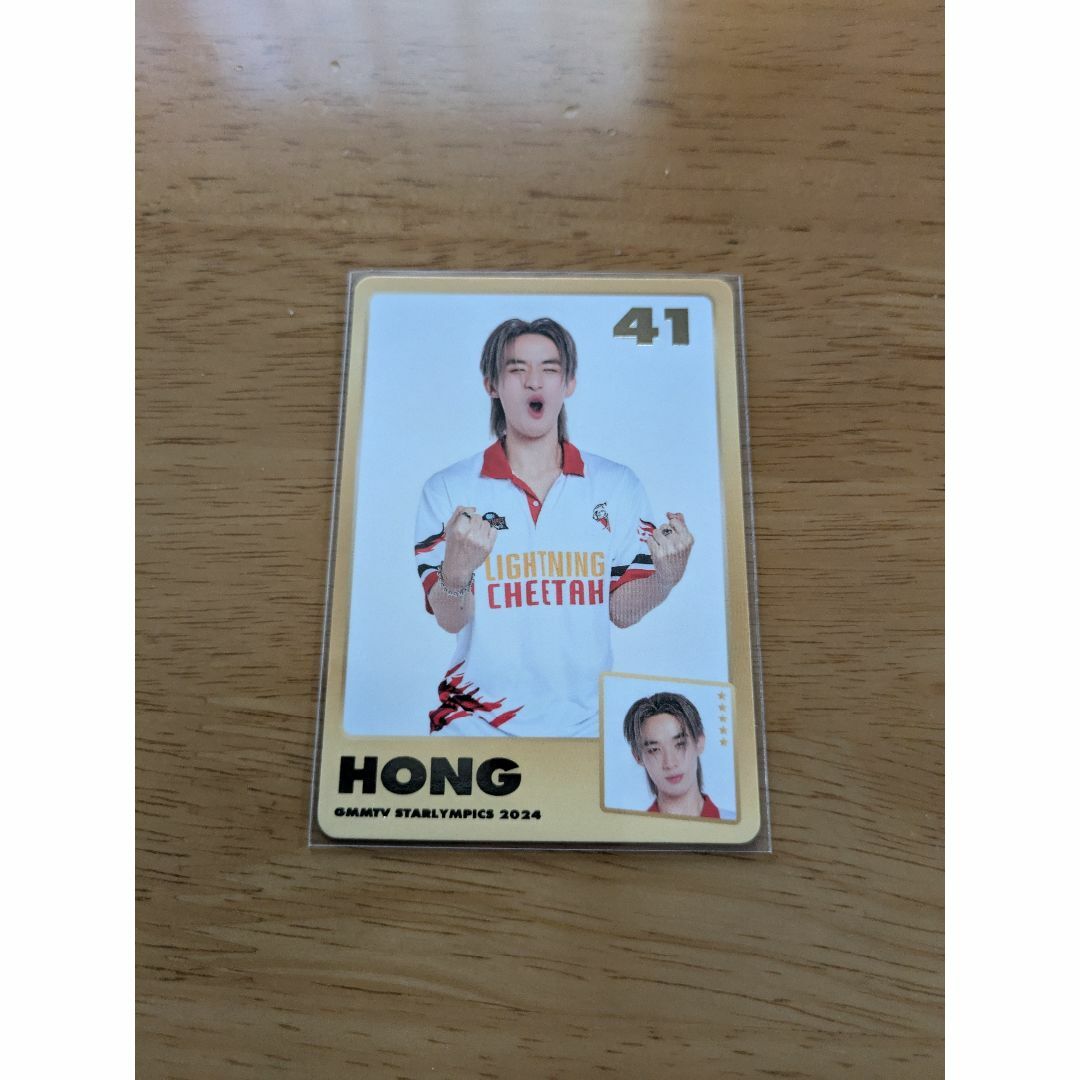 41
LIGHTNING
CHEETAH
HONG
GMMTV STARLYMPICS 2024